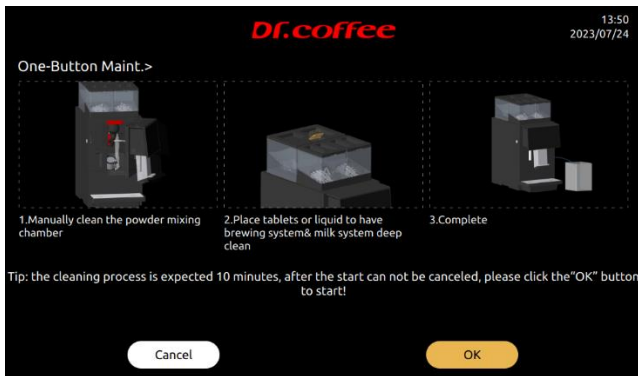 Dr.coffee
13:50
2023/07/24
One-Button Maint.>
1.Manually clean the powder mixing
chamber
2.Place tablets or liquid to have
brewing system& milk system deep
clean
3.Complete
Tip: the cleaning process is expected 10 minutes, after the start can not be canceled, please click the“OK” button
to start!
Cancel
OK